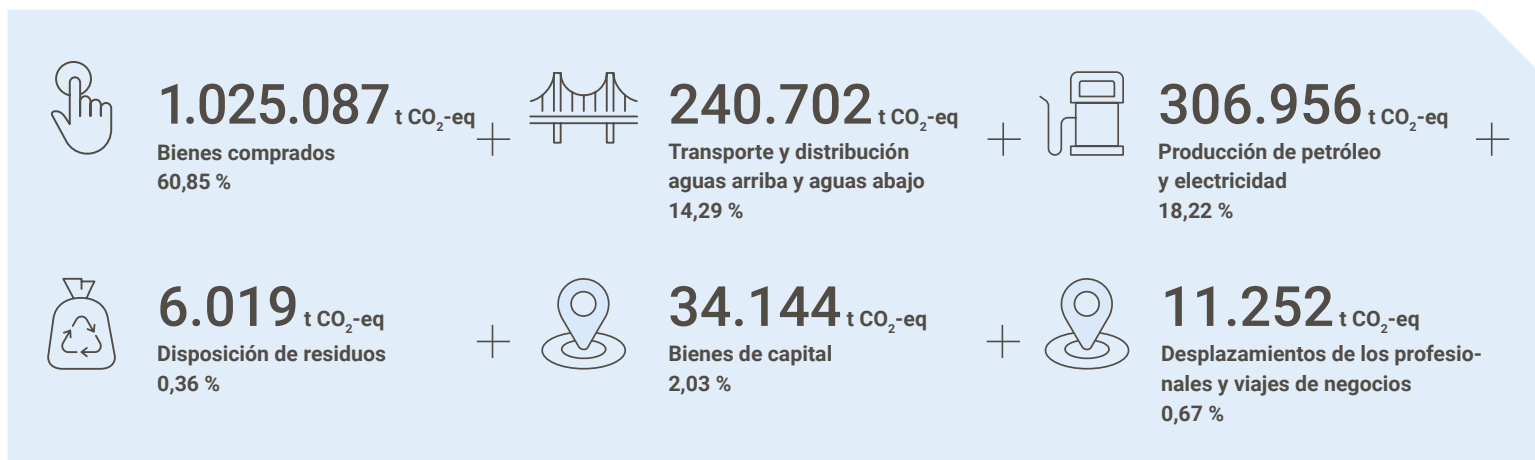 1.025.087 t CO₂-eq
Bienes comprados
60,85 %
+
240.702 t CO₂-eq
Transporte y distribución
aguas arriba y aguas abajo
14,29 %
+
306.956 t CO₂-eq
Producción de petróleo
y electricidad
18,22 %
+
6.019 t CO₂-eq
Disposición de residuos
0,36 %
+
34.144 t CO₂-eq
Bienes de capital
2,03 %
+
11.252 t CO₂-eq
Desplazamientos de los profesio-
nales y viajes de negocios
0,67 %